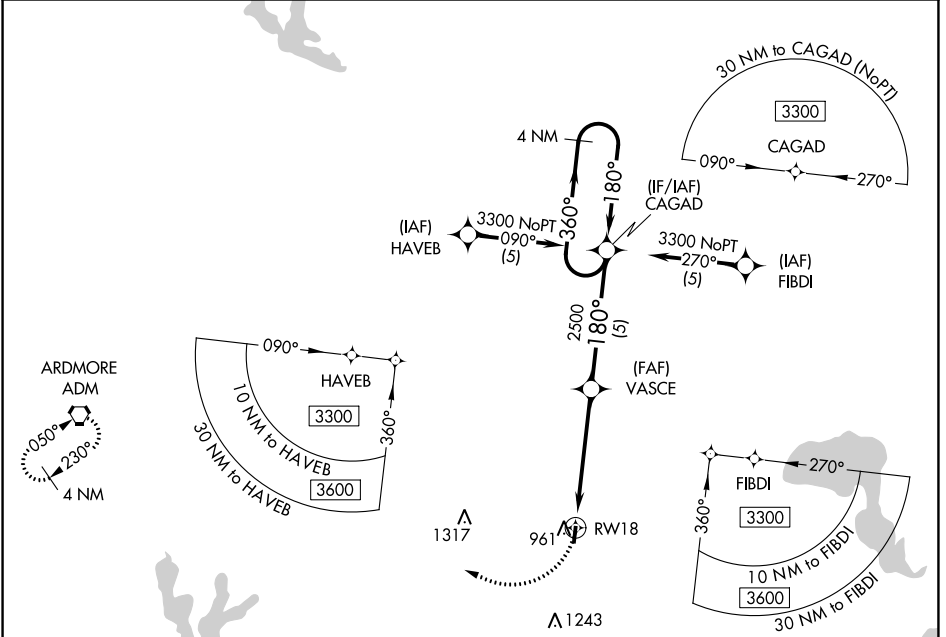 30 NM to CAGAD (NoPT)
3300
CAGAD
090°
270°
4 NM
360°
180°
(IF/IAF)
CAGAD
(IAF)
HAVEB
3300 NoPT
090°
(5)
3300 NoPT
270°
(5)
(IAF)
FIBDI
2500
180°
(5)
(FAF)
VASCE
090°
HAVEB
3300
360°
10 NM to HAVEB
3600
30 NM to HAVEB
ARDMORE
ADM
050°
230°
4 NM
270°
FIBDI
3300
360°
10 NM to FIBDI
3600
30 NM to FIBDI
1317
961
RW18
1243